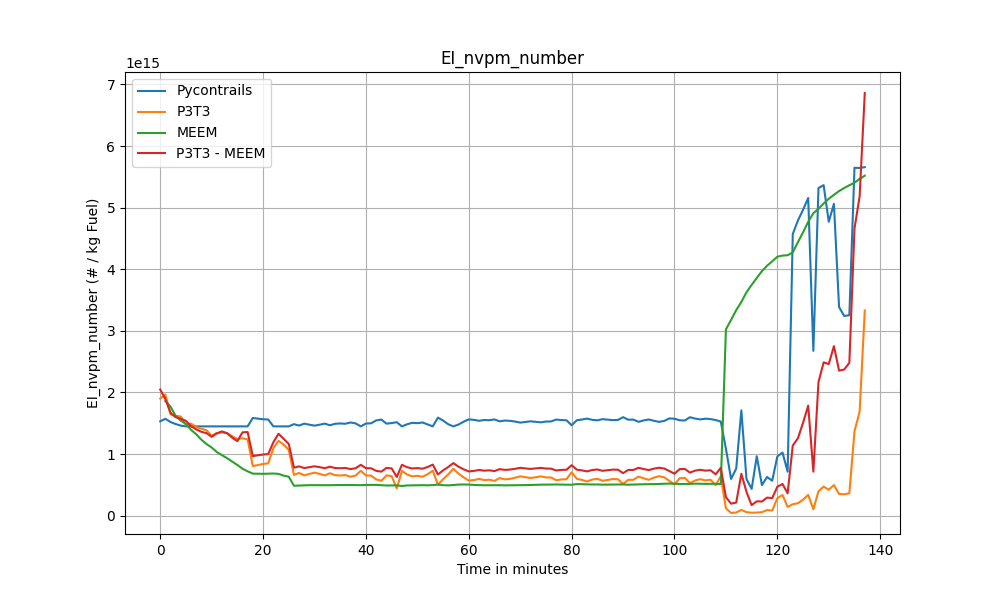 EI_nvpm_number
1e15
7
6
5
4
3
2
1
0
EI_nvpm_number (# / kg Fuel)
Pycontrails
P3T3
MEEM
P3T3 - MEEM
0 20 40 60 80 100 120 140
Time in minutes